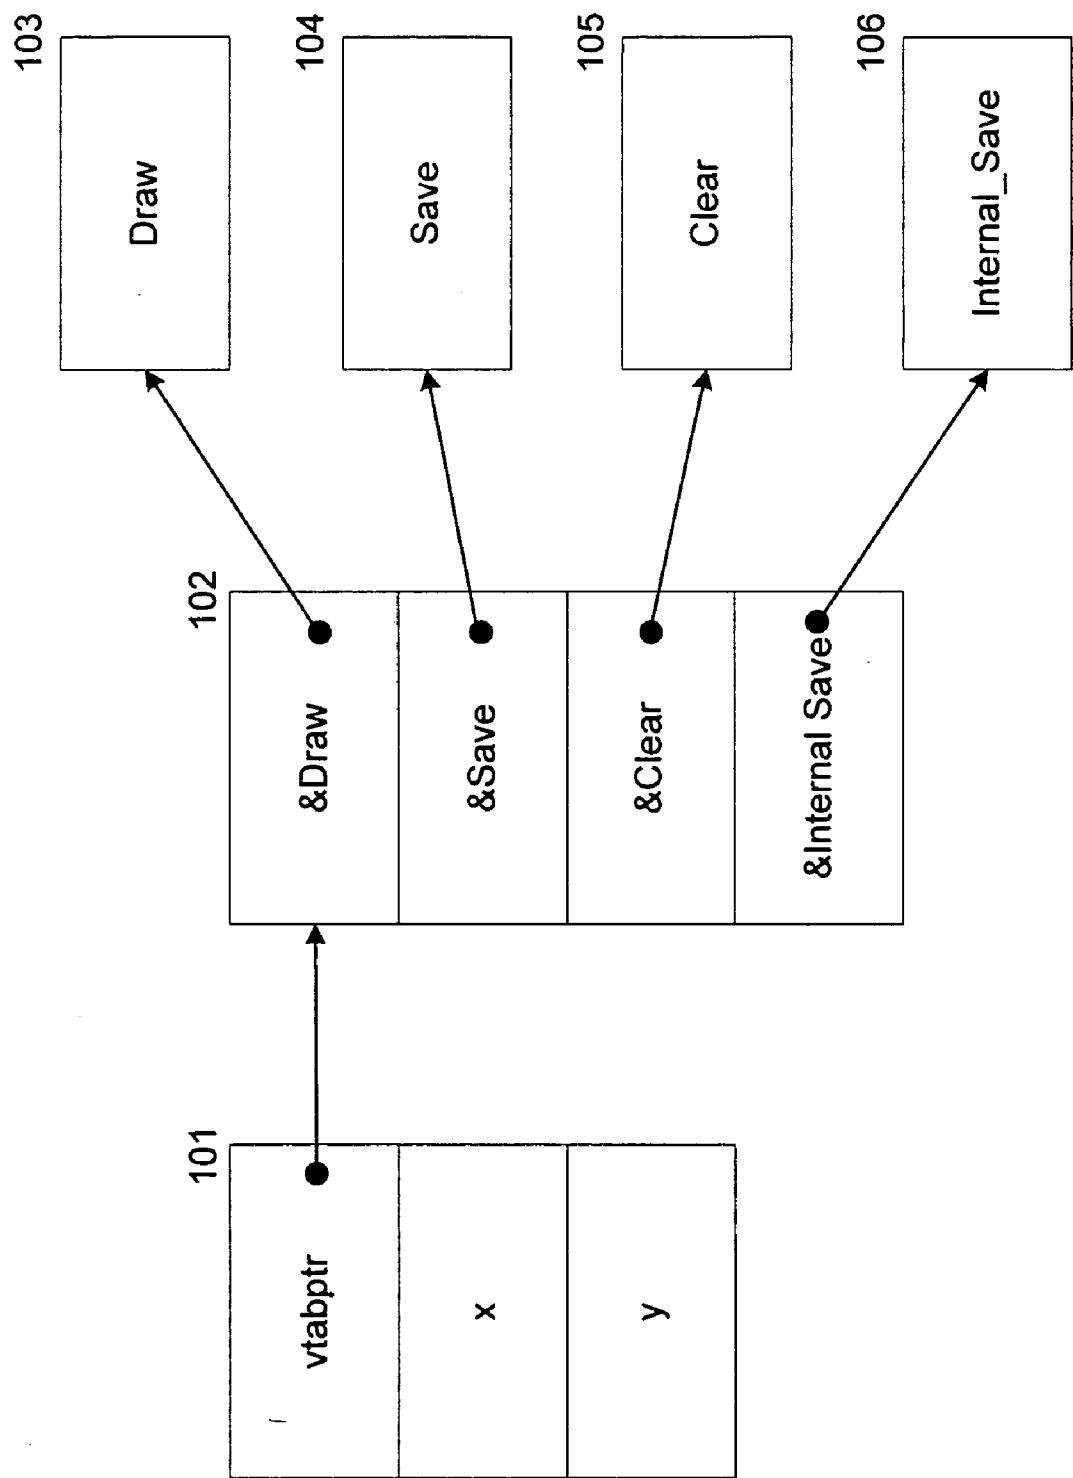 101
vtabptr
x
y
102
&Draw
&Save
&Clear
&Internal Save
103
Draw
104
Save
105
Clear
106
Internal_Save